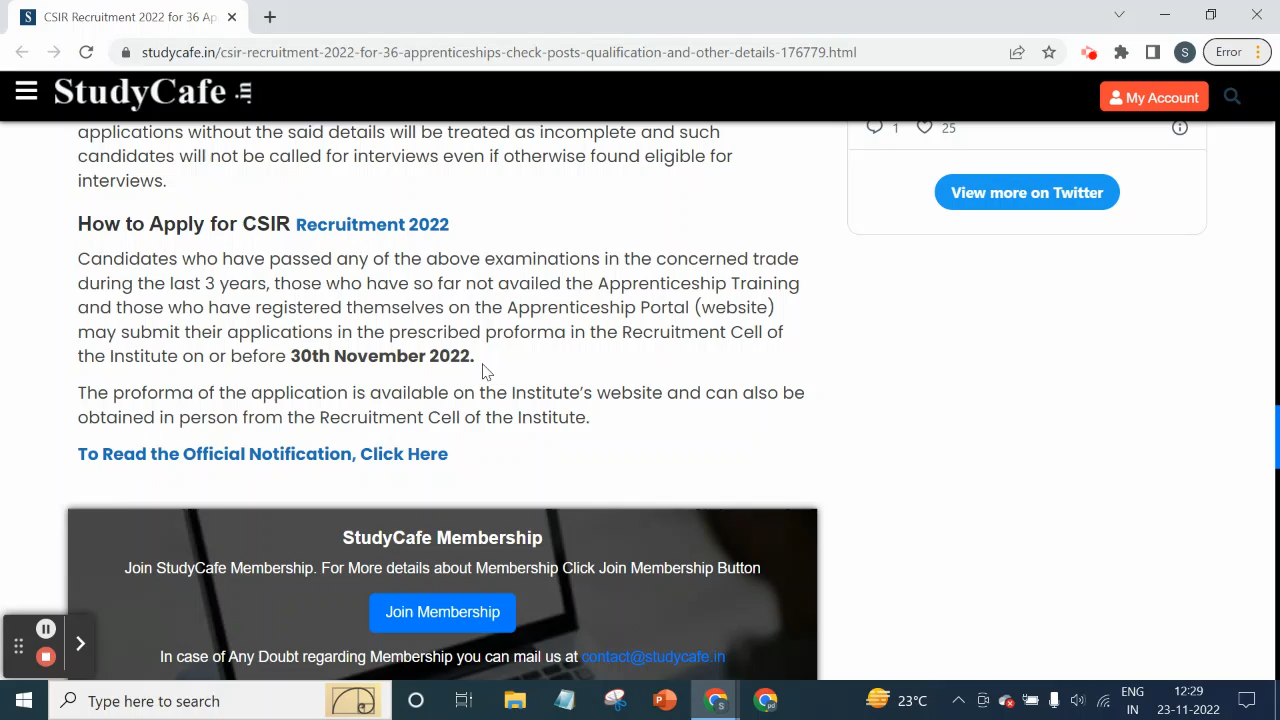 CSIR Recruitment 2022 for 36 Ap
studycafe.in/csir-recruitment-2022-for-36-apprenticeships-check-posts-qualification-and-other-details-176779.html
S
Error
StudyCafe .in
My Account
applications without the said details will be treated as incomplete and such
candidates will not be called for interviews even if otherwise found eligible for
interviews.
1 25
View more on Twitter
How to Apply for CSIR Recruitment 2022
Candidates who have passed any of the above examinations in the concerned trade
during the last 3 years, those who have so far not availed the Apprenticeship Training
and those who have registered themselves on the Apprenticeship Portal (website)
may submit their applications in the prescribed proforma in the Recruitment Cell of
the Institute on or before 30th November 2022.
The proforma of the application is available on the Institute's website and can also be
obtained in person from the Recruitment Cell of the Institute.
To Read the Official Notification, Click Here
StudyCafe Membership
Join StudyCafe Membership. For More details about Membership Click Join Membership Button
Join Membership
In case of Any Doubt regarding Membership you can mail us at contact@studycafe.in
Type here to search
23°C
ENG
IN
12:29
23-11-2022